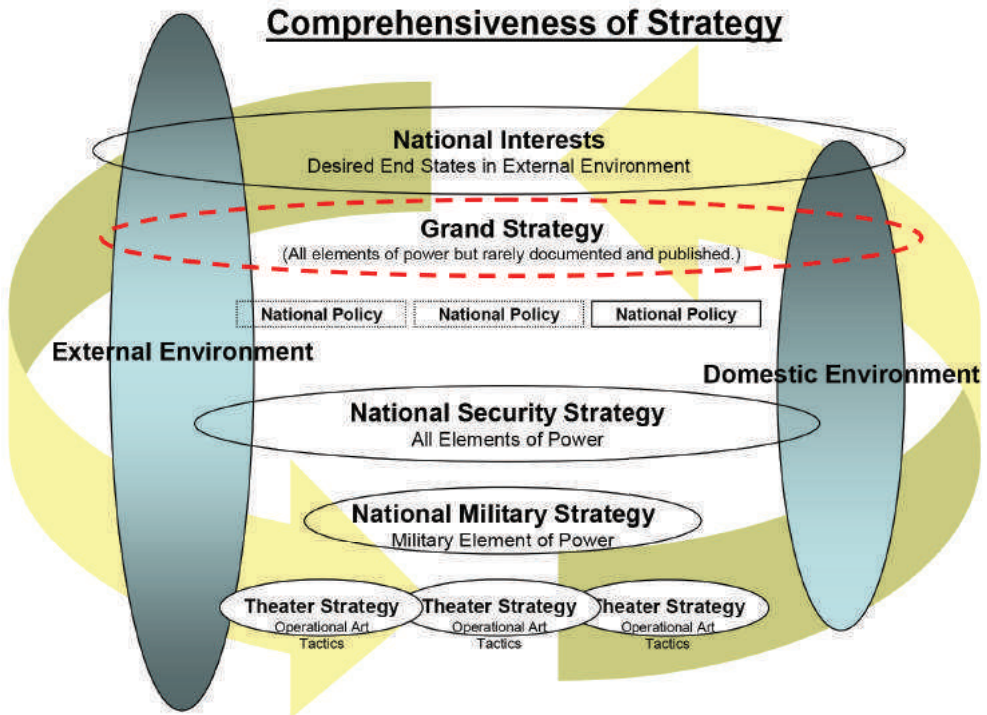 Comprehensiveness of Strategy
National Interests
Desired End States in External Environment
Grand Strategy
(All elements of power but rarely documented and published.)
National Policy National Policy National Policy
External Environment
Domestic Environment
National Security Strategy
All Elements of Power
National Military Strategy
Military Element of Power
Theater Strategy Theater Strategy Theater Strategy
Operational Art Operational Art Operational Art
Tactics Tactics Tactics